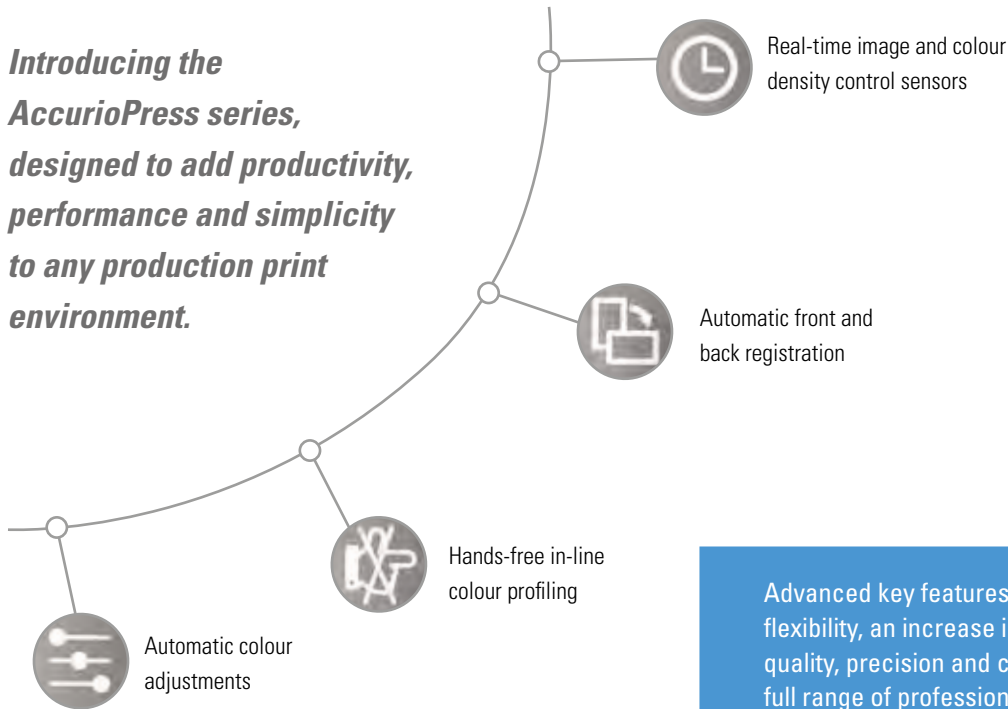 Introducing the
AccurioPress series,
designed to add productivity,
performance and simplicity
to any production print
environment.
Real-time image and colour
density control sensors
Automatic front and
back registration
Hands-free in-line
colour profiling
Automatic colour
adjustments
Advanced key features
flexibility, an increase
quality, precision and
full range of profession